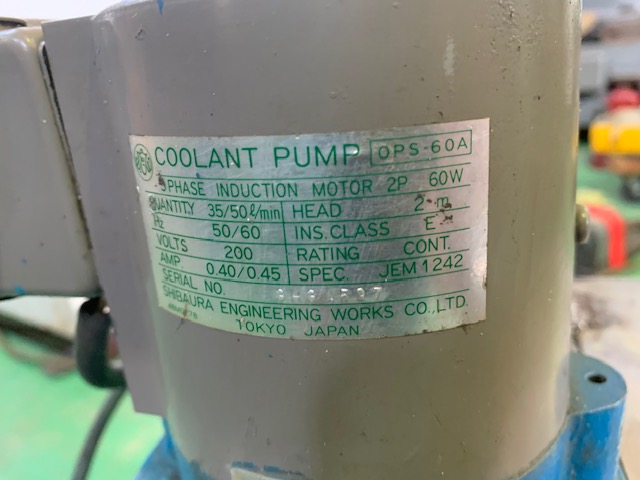 COOLANT PUMP OPS-60A
3 PHASE INDUCTION MOTOR 2P 60W
QUANTITY 35/50ℓ/min HEAD 2 m
Hz 50/60 INS.CLASS E
VOLTS 200 RATING CONT.
AMP 0.40/0.45 SPEC. JEM1242
SERIAL NO.
SHIBAURA ENGINEERING WORKS CO.,LTD.
TOKYO JAPAN